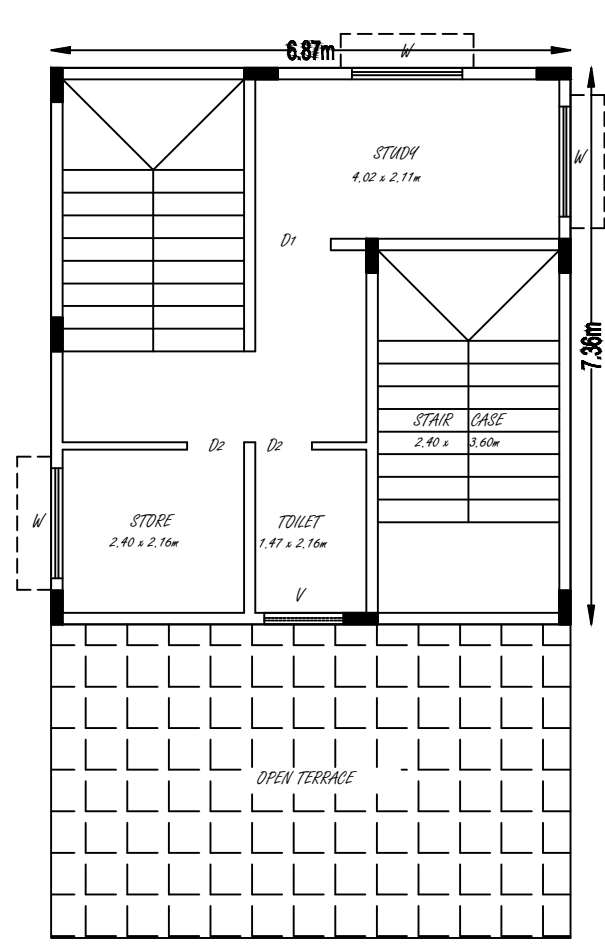 6.87m
W
STUDY
4.02 x 2.11m
W
D1
7.36m
STAIR CASE
2.40 x 3.60m
D2
D2
W
STORE
2.40 x 2.16m
TOILET
1.47 x 2.16m
V
OPEN TERRACE